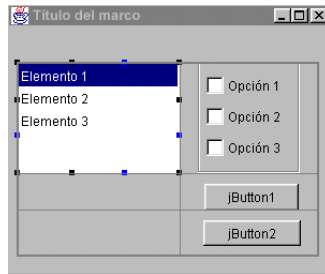 Título del marco
Elemento 1
Elemento 2
Elemento 3
Opción 1
Opción 2
Opción 3
jButton1
jButton2